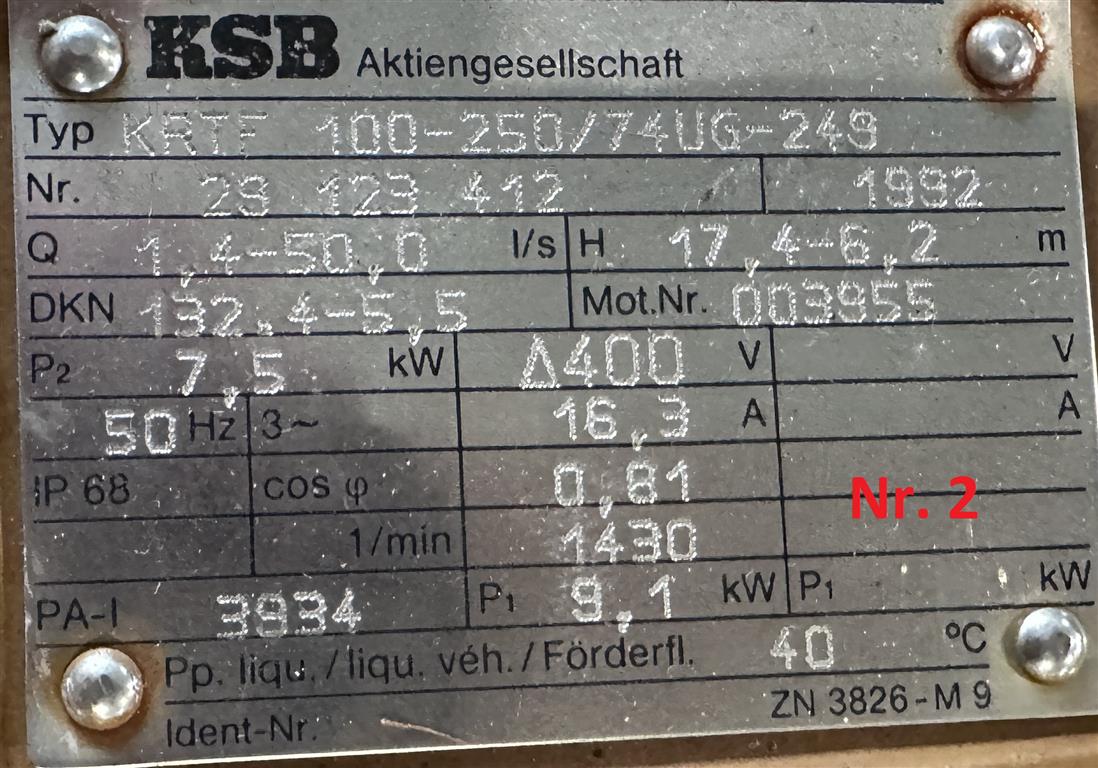 KSB Aktiengesellschaft
Typ KRTF 100-250/74UG-249
Nr. 29 123 412 1992
Q 1,4-50,0 l/s H 17,4-6,2 m
DKN 132.4-5,5 Mot.Nr. 003955
P2 7,5 kW Δ400 V V
50 Hz 3~ 16,3 A A
IP 68 cos φ 0,81 Nr. 2
1/min 1430
PA-I 3934 P1 9,1 kW P1 kW
Pp. liqu./liqu. véh./Förderfl. 40 °C
Ident-Nr. ZN 3826-M 9